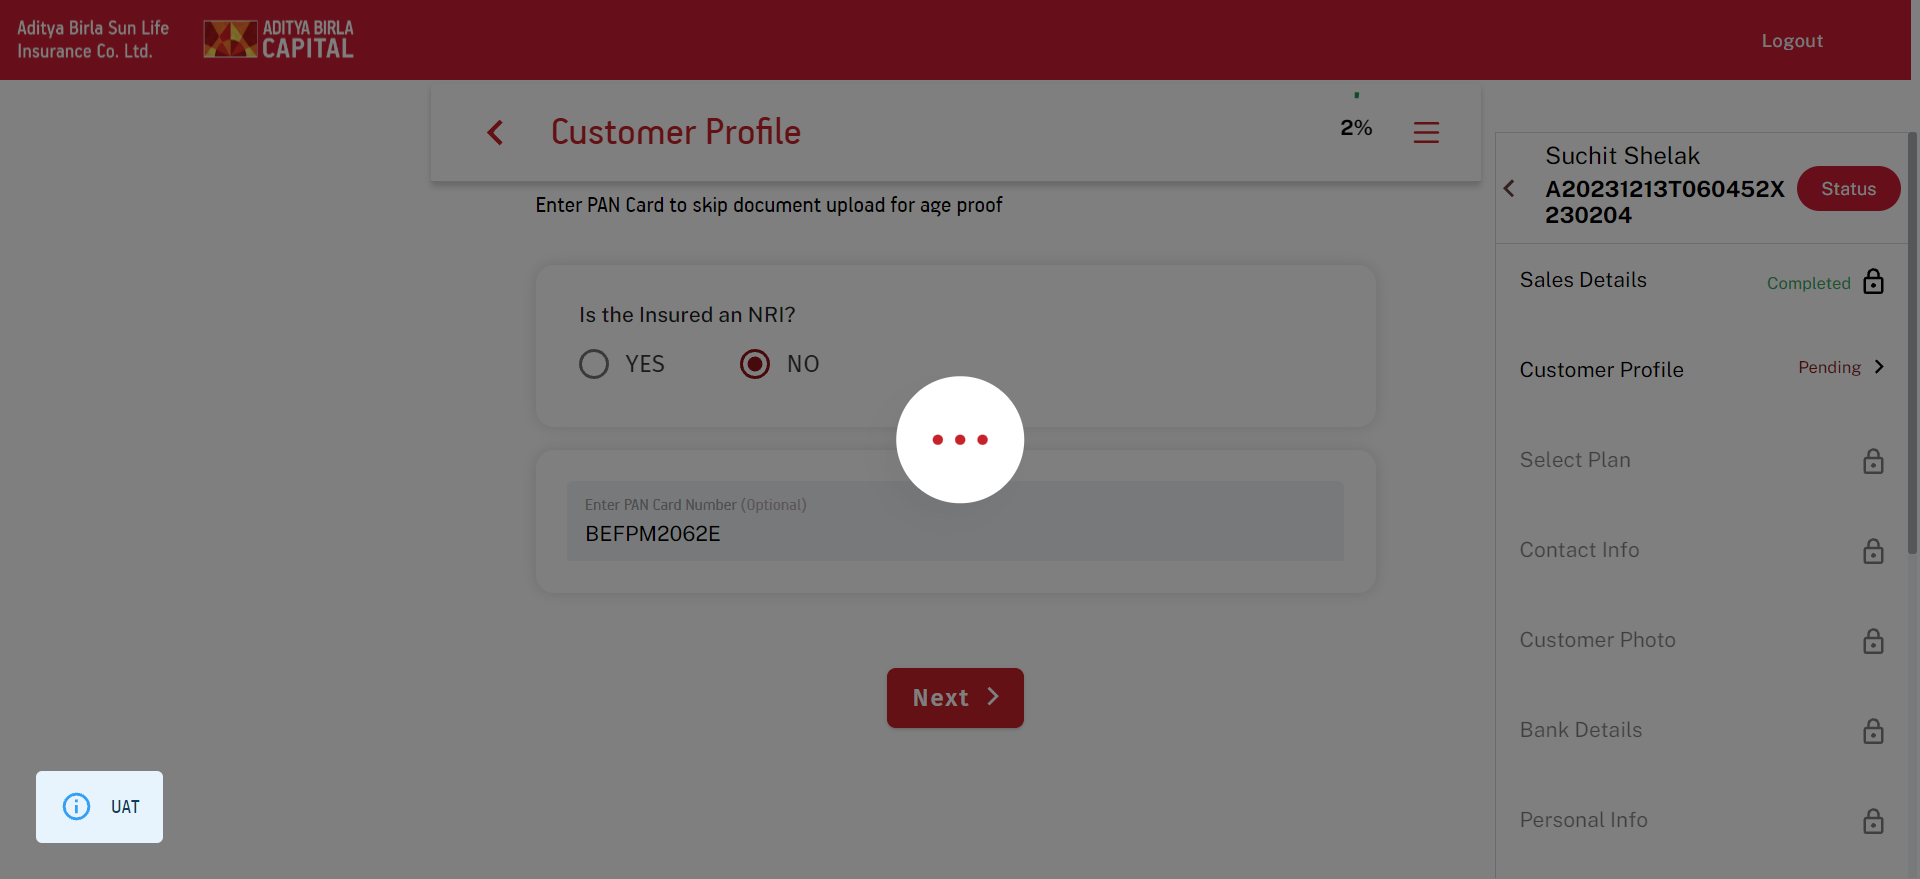 Aditya Birla Sun Life
Insurance Co. Ltd.
ADITYA BIRLA
CAPITAL
Logout
Customer Profile
2%
Enter PAN Card to skip document upload for age proof
Is the Insured an NRI?
YES
NO
Enter PAN Card Number (Optional)
BEFPM2062E
Next
UAT
Suchit Shelak
A20231213T060452X
230204
Status
Sales Details
Completed
Customer Profile
Pending
Select Plan
Contact Info
Customer Photo
Bank Details
Personal Info